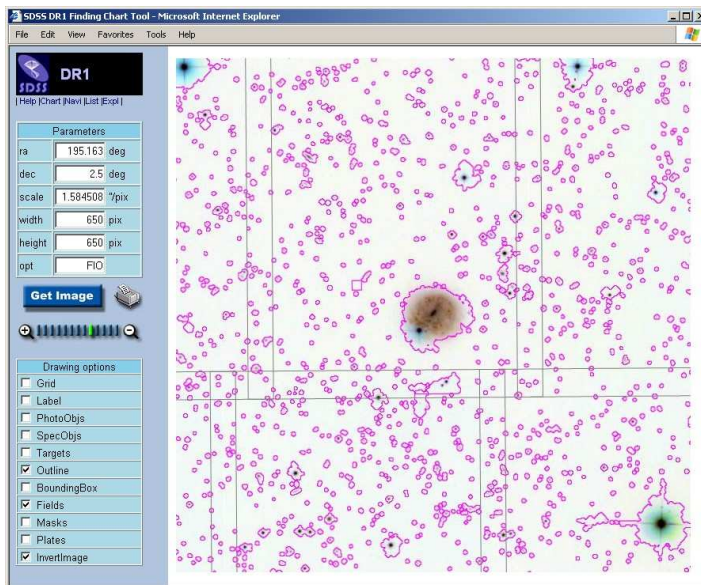 SDSS DR1 Finding Chart Tool - Microsoft Internet Explorer
File Edit View Favorites Tools Help
SDSS
DR1
| Help |Chart |Navi |List |Expl |
Parameters
ra 195.163 deg
dec 2.5 deg
scale 1.584508 "/pix
width 650 pix
height 650 pix
opt FIO
Get Image
Drawing options
Grid
Label
PhotoObjs
SpecObjs
Targets
Outline
BoundingBox
Fields
Masks
Plates
InvertImage